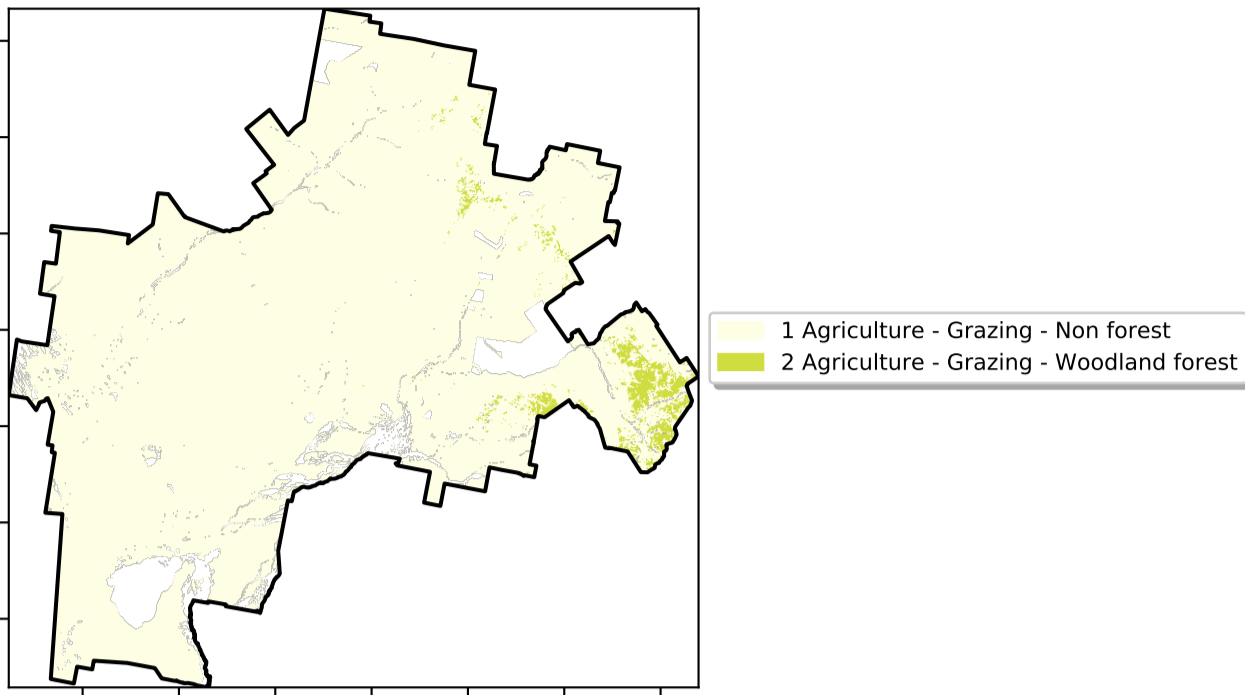 1 Agriculture - Grazing - Non forest
2 Agriculture - Grazing - Woodland forest